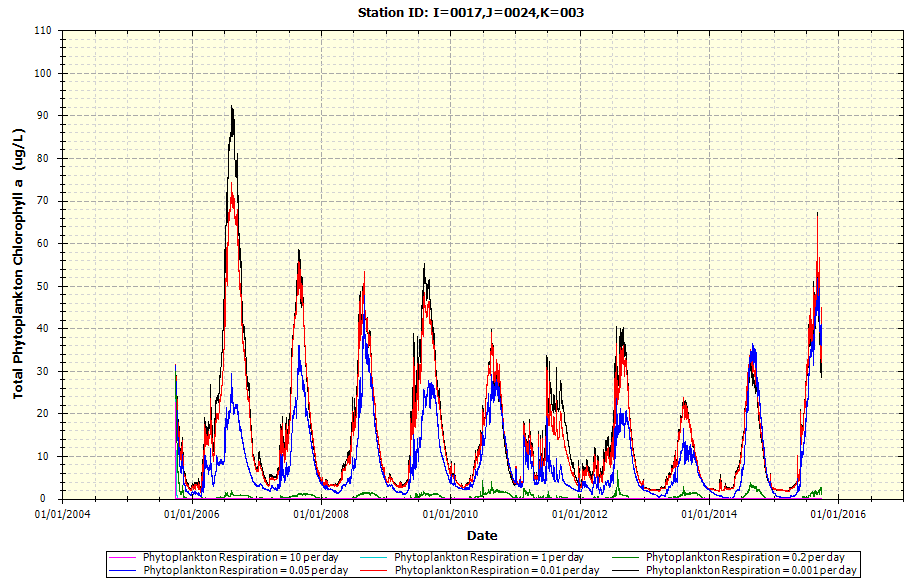 Station ID: I=0017,J=0024,K=003
Total Phytoplankton Chlorophyll a (ug/L)
110
100
90
80
70
60
50
40
30
20
10
0
01/01/2004 01/01/2006 01/01/2008 01/01/2010 01/01/2012 01/01/2014 01/01/2016
Date
Phytoplankton Respiration = 10 per day Phytoplankton Respiration = 1 per day Phytoplankton Respiration = 0.2 per day
Phytoplankton Respiration = 0.05 per day Phytoplankton Respiration = 0.01 per day Phytoplankton Respiration = 0.001 per day